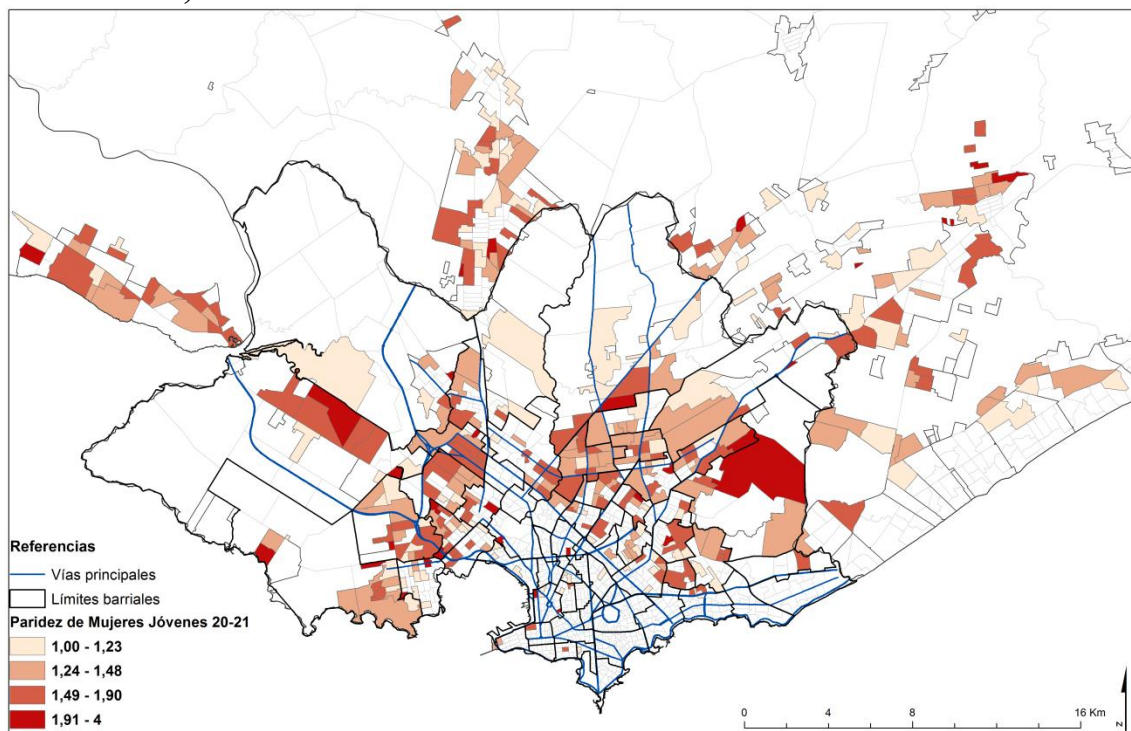 Referencias
Vías principales
Límites barriales
Paridez de Mujeres Jóvenes 20-21
1,00 - 1,23
1,24 - 1,48
1,49 - 1,90
1,91 - 4
0 4 8 16 Km
N